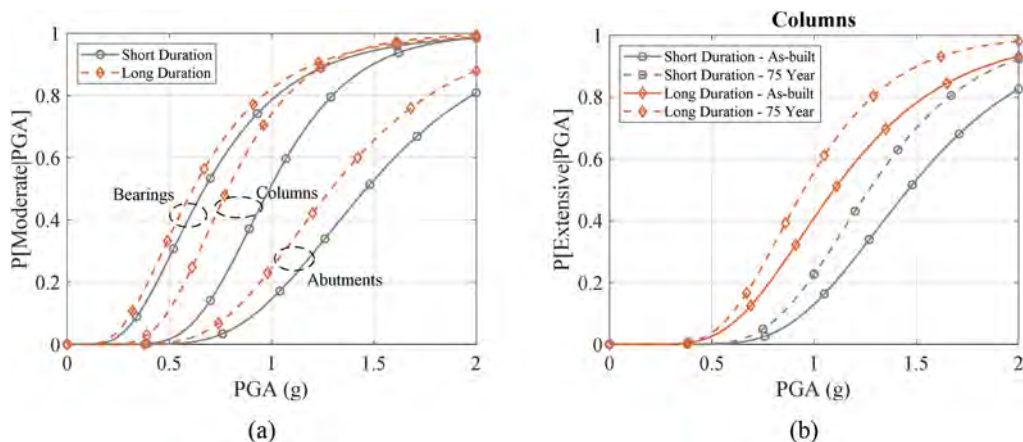 1
0.8
0.6
0.4
0.2
0
P[Moderate|PGA]
Short Duration
Long Duration
Bearings
Columns
Abutments
0 0.5 1 1.5 2
PGA (g)
(a)
Columns
1
0.8
0.6
0.4
0.2
0
P[Extensive|PGA]
Short Duration - As-built
Short Duration - 75 Year
Long Duration - As-built
Long Duration - 75 Year
0 0.5 1 1.5 2
PGA (g)
(b)